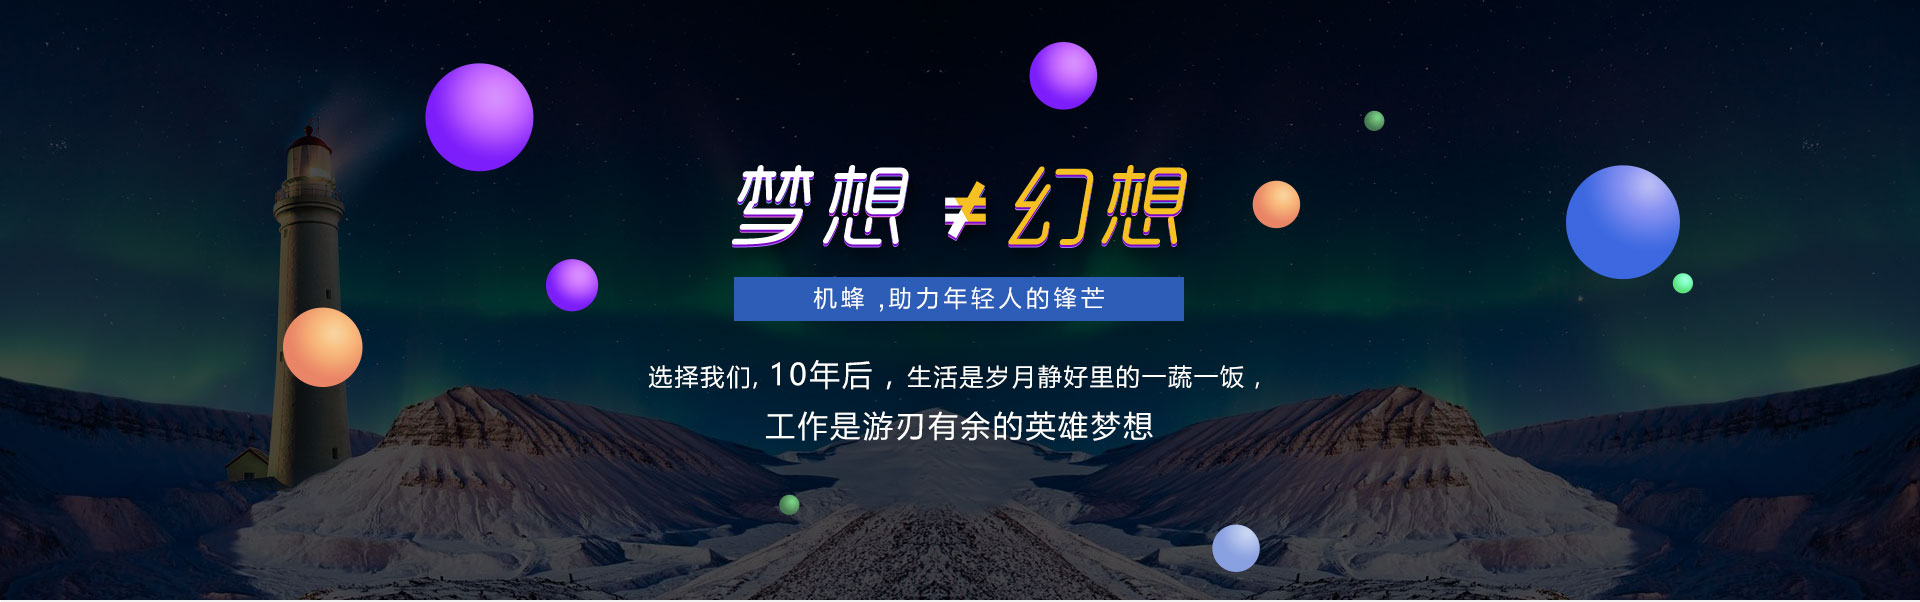 梦想≠幻想
机蜂 ,助力年轻人的锋芒
选择我们, 10年后，生活是岁月静好里的一蔬一饭，
工作是游刃有余的英雄梦想